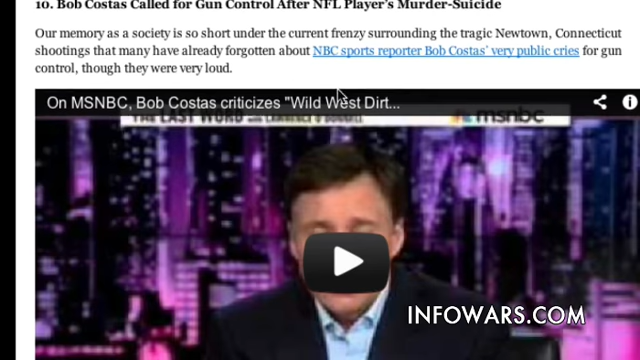 10. Bob Costas Called for Gun Control After NFL Player's Murder-Suicide
Our memory as a society is so short under the current frenzy surrounding the tragic Newtown, Connecticut
shootings that many have already forgotten about NBC sports reporter Bob Costas' very public cries for gun
control, though they were very loud.
On MSNBC, Bob Costas criticizes "Wild West Dirt...
THE LAST WORD WITH LAWRENCE O'DONNELL
msnbc
INFOWARS.COM